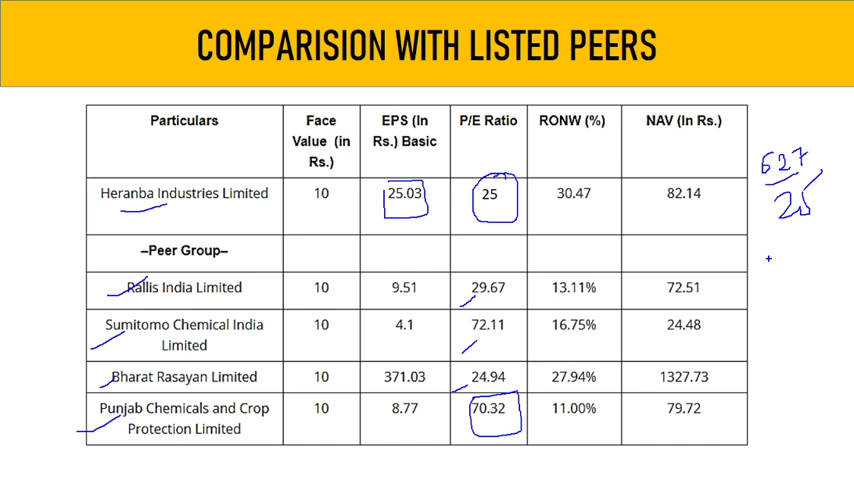 COMPARISION WITH LISTED PEERS
Particulars Face Value (in Rs.) EPS (In Rs.) Basic P/E Ratio RONW (%) NAV (In Rs.)
Heranba Industries Limited 10 25.03 25 30.47 82.14
–Peer Group–
Rallis India Limited 10 9.51 29.67 13.11% 72.51
Sumitomo Chemical India Limited 10 4.1 72.11 16.75% 24.48
Bharat Rasayan Limited 10 371.03 24.94 27.94% 1327.73
Punjab Chemicals and Crop Protection Limited 10 8.77 70.32 11.00% 79.72
627
25